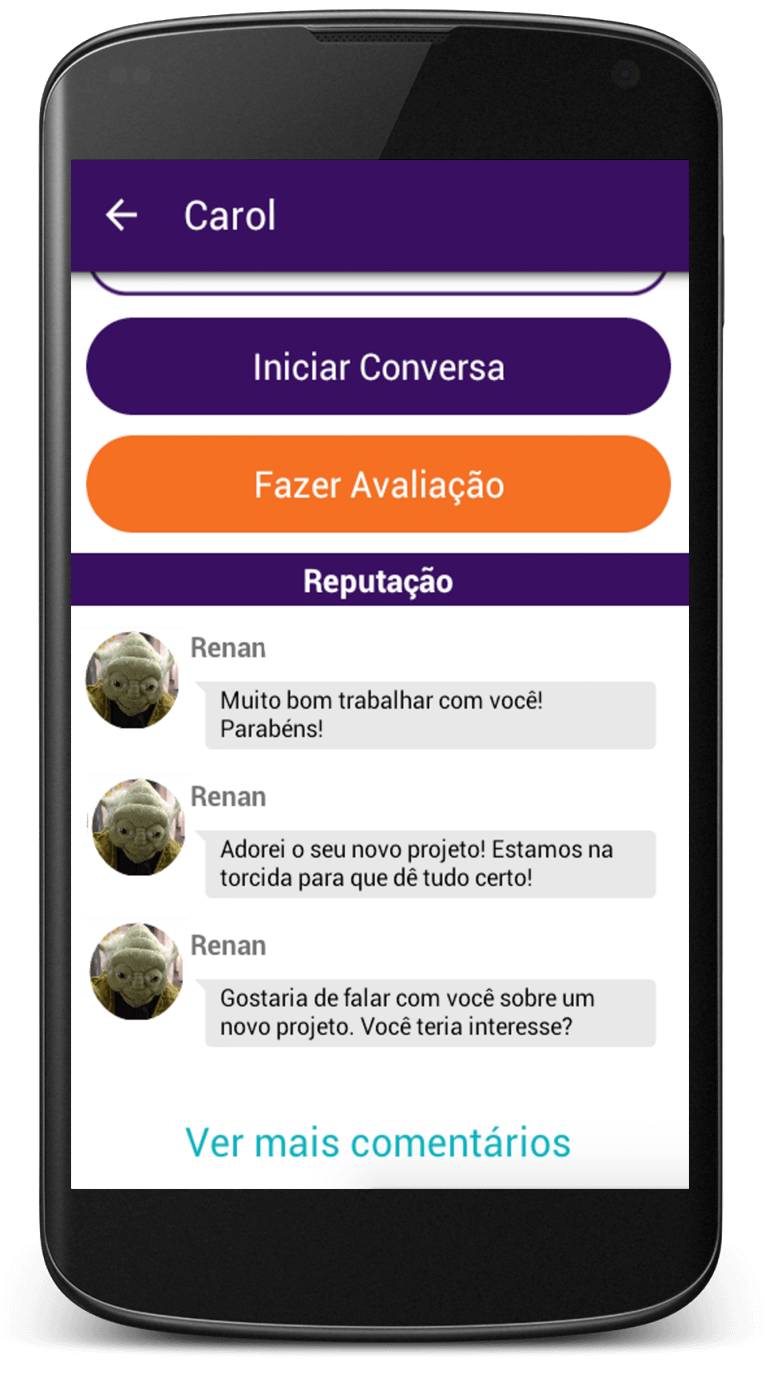 Carol
Iniciar Conversa
Fazer Avaliação
Reputação
Renan
Muito bom trabalhar com você!
Parabéns!
Renan
Adorei o seu novo projeto! Estamos na
torcida para que dê tudo certo!
Renan
Gostaria de falar com você sobre um
novo projeto. Você teria interesse?
Ver mais comentários